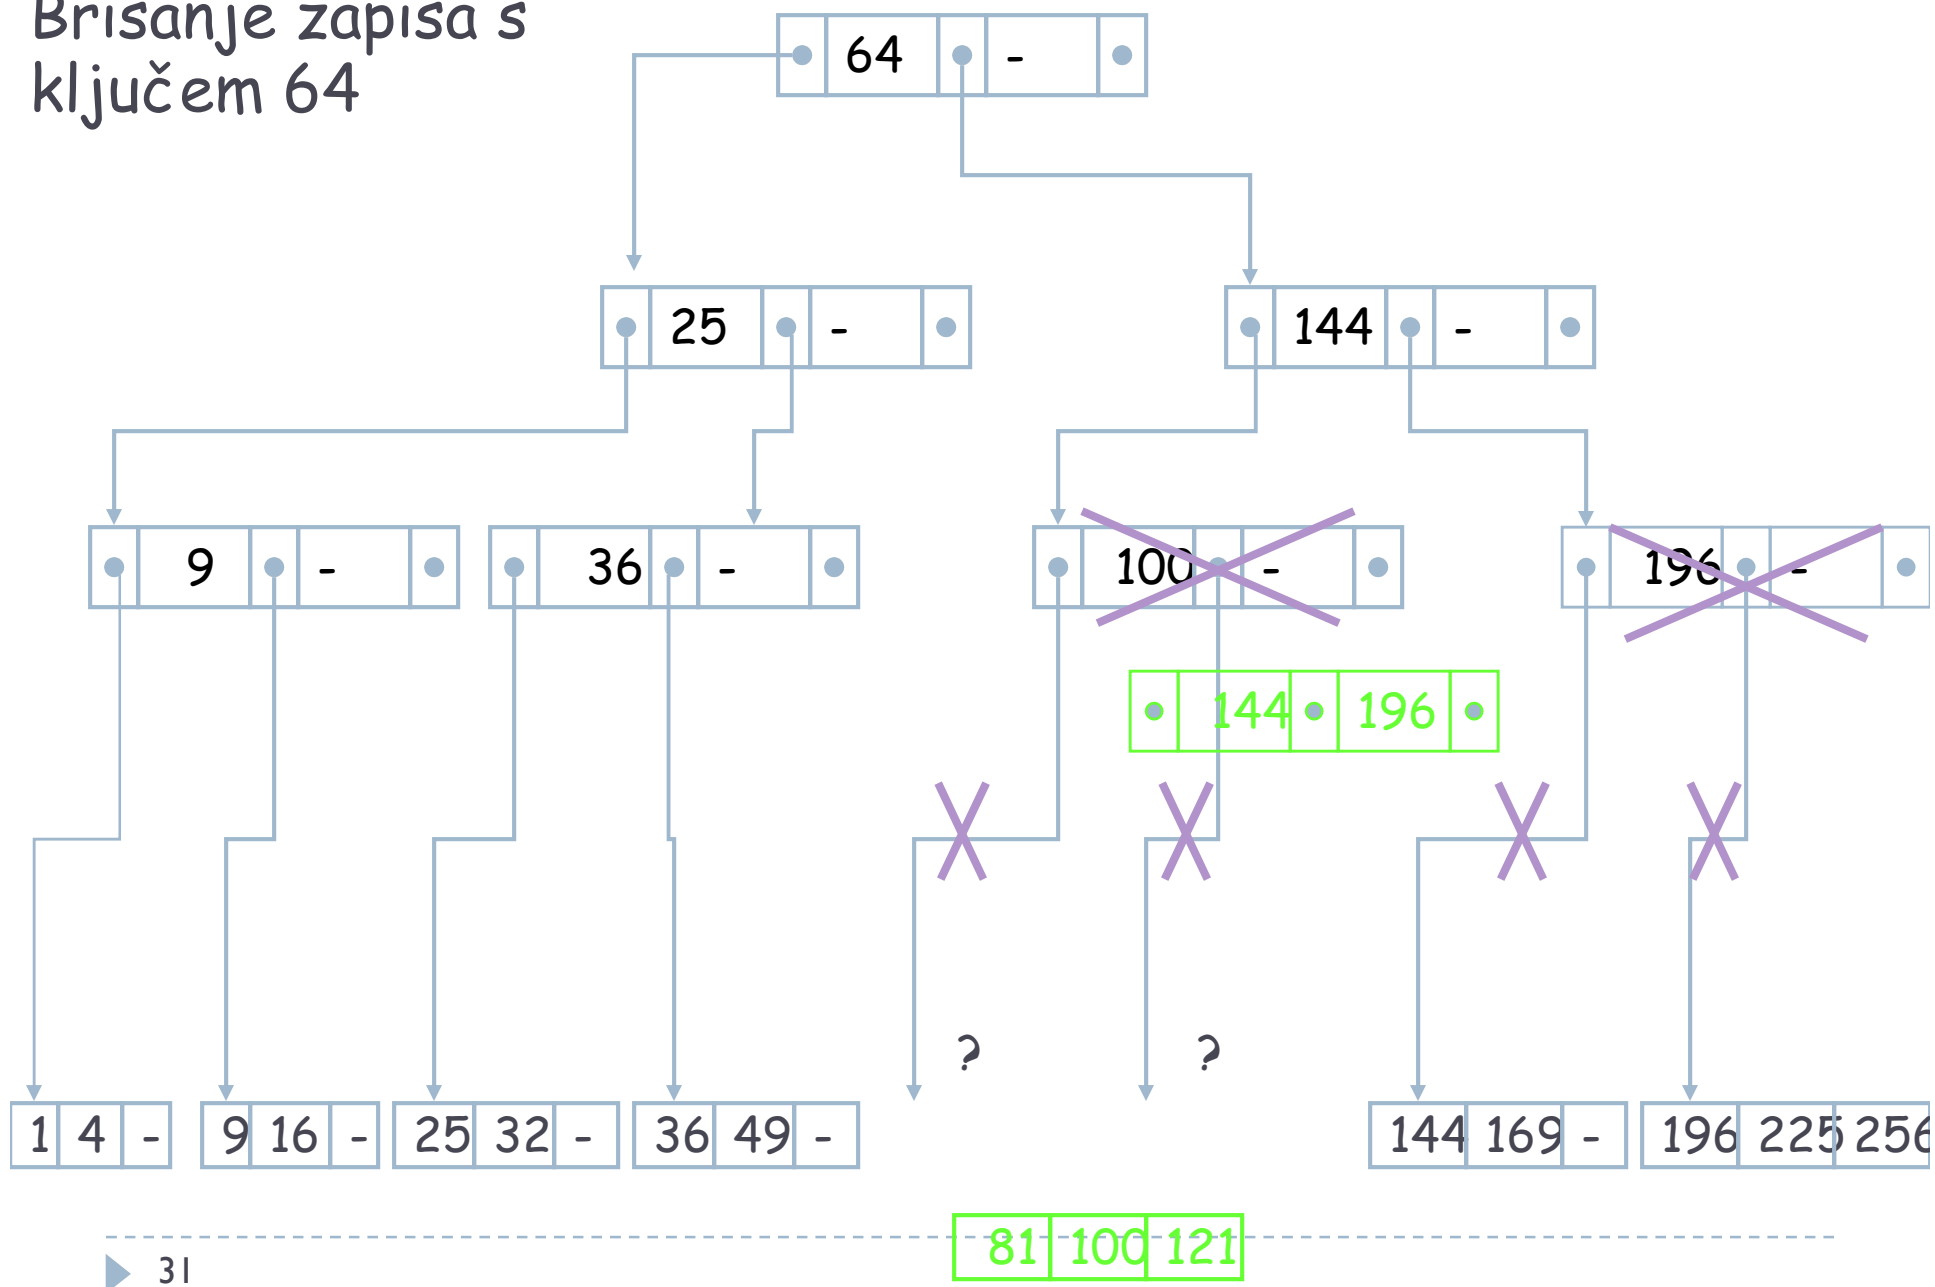 Brisanje zapisa s
ključem 64
64 -
25 -
144 -
9 -
36 -
100 -
196 -
144 196
? ?
1 4 -
9 16 -
25 32 -
36 49 -
144 169 -
196 225 256
81 100 121
31